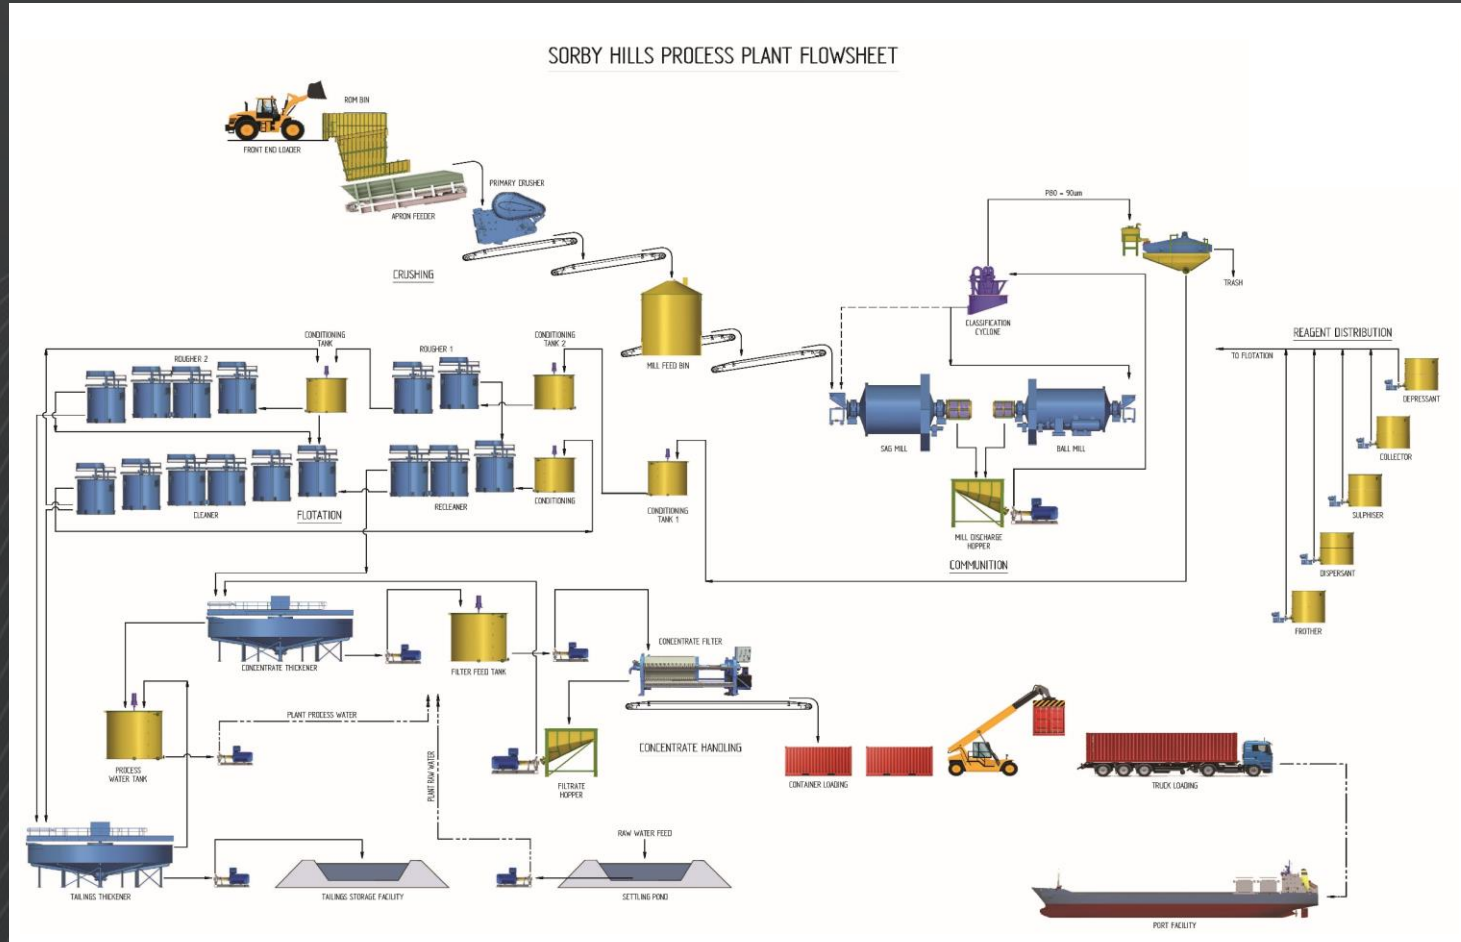 SORBY HILLS PROCESS PLANT FLOWSHEET
ROM BIN
FRONT END LOADER
PRIMARY CRUSHER
APRON FEEDER
CRUSHING
P80 = 90um
TRASH
CLASSIFICATION
CYCLONE
REAGENT DISTRIBUTION
TO FLOTATION
DEPRESSANT
COLLECTOR
SULPHISER
DISPERSANT
FROTHER
MILL FEED BIN
SAG MILL
BALL MILL
MILL DISCHARGE
HOPPER
COMMUNITION
CONDITIONING
TANK
ROUGHER 2
ROUGHER 1
CONDITIONING
TANK 2
CLEANER
FLOTATION
RECLEANER
CONDITIONING
CONDITIONING
TANK 1
CONCENTRATE THICKENER
FILTER FEED TANK
CONCENTRATE FILTER
PLANT PROCESS WATER
PROCESS
WATER TANK
PLANT RAW WATER
FILTRATE
HOPPER
CONCENTRATE HANDLING
CONTAINER LOADING
TRUCK LOADING
TAILINGS THICKENER
TAILINGS STORAGE FACILITY
RAW WATER FEED
SETTLING POND
PORT FACILITY